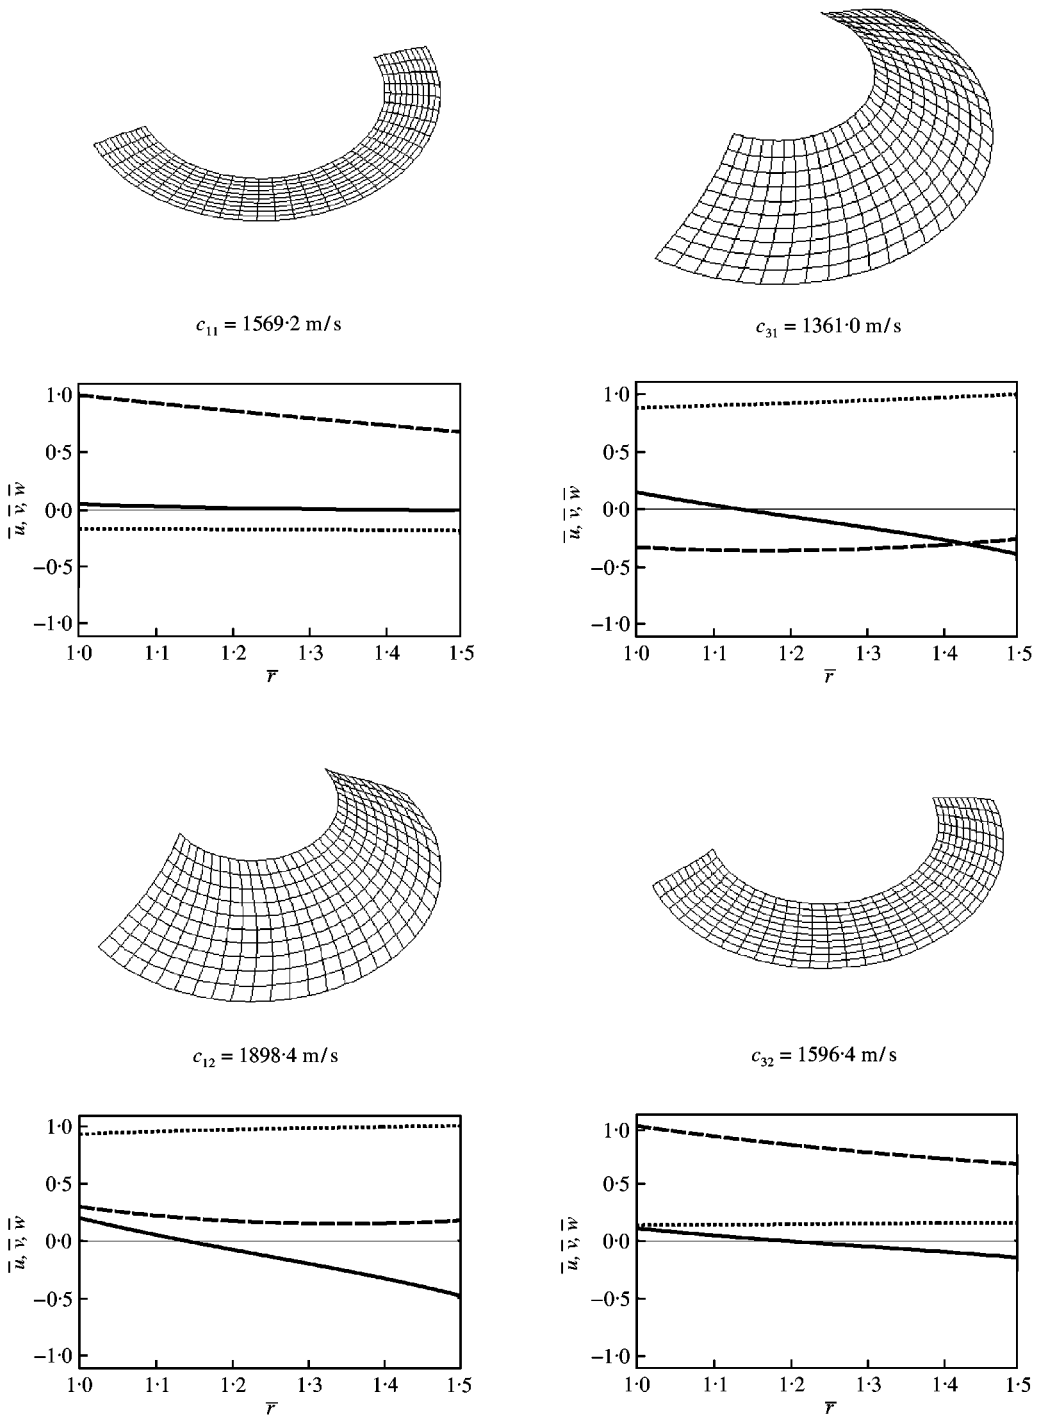 c₁₁ = 1569·2 m/s
c₃₁ = 1361·0 m/s
1·0
0·5
0·0
−0·5
−1·0
u̅, v̅, w̅
1·0 1·1 1·2 1·3 1·4 1·5
r̅
1·0
0·5
0·0
−0·5
−1·0
u̅, v̅, w̅
1·0 1·1 1·2 1·3 1·4 1·5
r̅
c₁₂ = 1898·4 m/s
c₃₂ = 1596·4 m/s
1·0
0·5
0·0
−0·5
−1·0
u̅, v̅, w̅
1·0 1·1 1·2 1·3 1·4 1·5
r̅
1·0
0·5
0·0
−0·5
−1·0
u̅, v̅, w̅
1·0 1·1 1·2 1·3 1·4 1·5
r̅